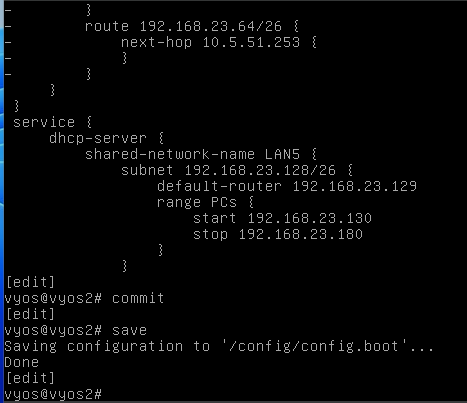 -           }
-           route 192.168.23.64/26 {
-               next-hop 10.5.51.253 {
-               }
-           }
-       }
 }
 service {
     dhcp-server {
         shared-network-name LAN5 {
             subnet 192.168.23.128/26 {
                 default-router 192.168.23.129
                 range PCs {
                     start 192.168.23.130
                     stop 192.168.23.180
                 }
             }
[edit]
vyos@vyos2# commit
[edit]
vyos@vyos2# save
Saving configuration to '/config/config.boot'...
Done
[edit]
vyos@vyos2#